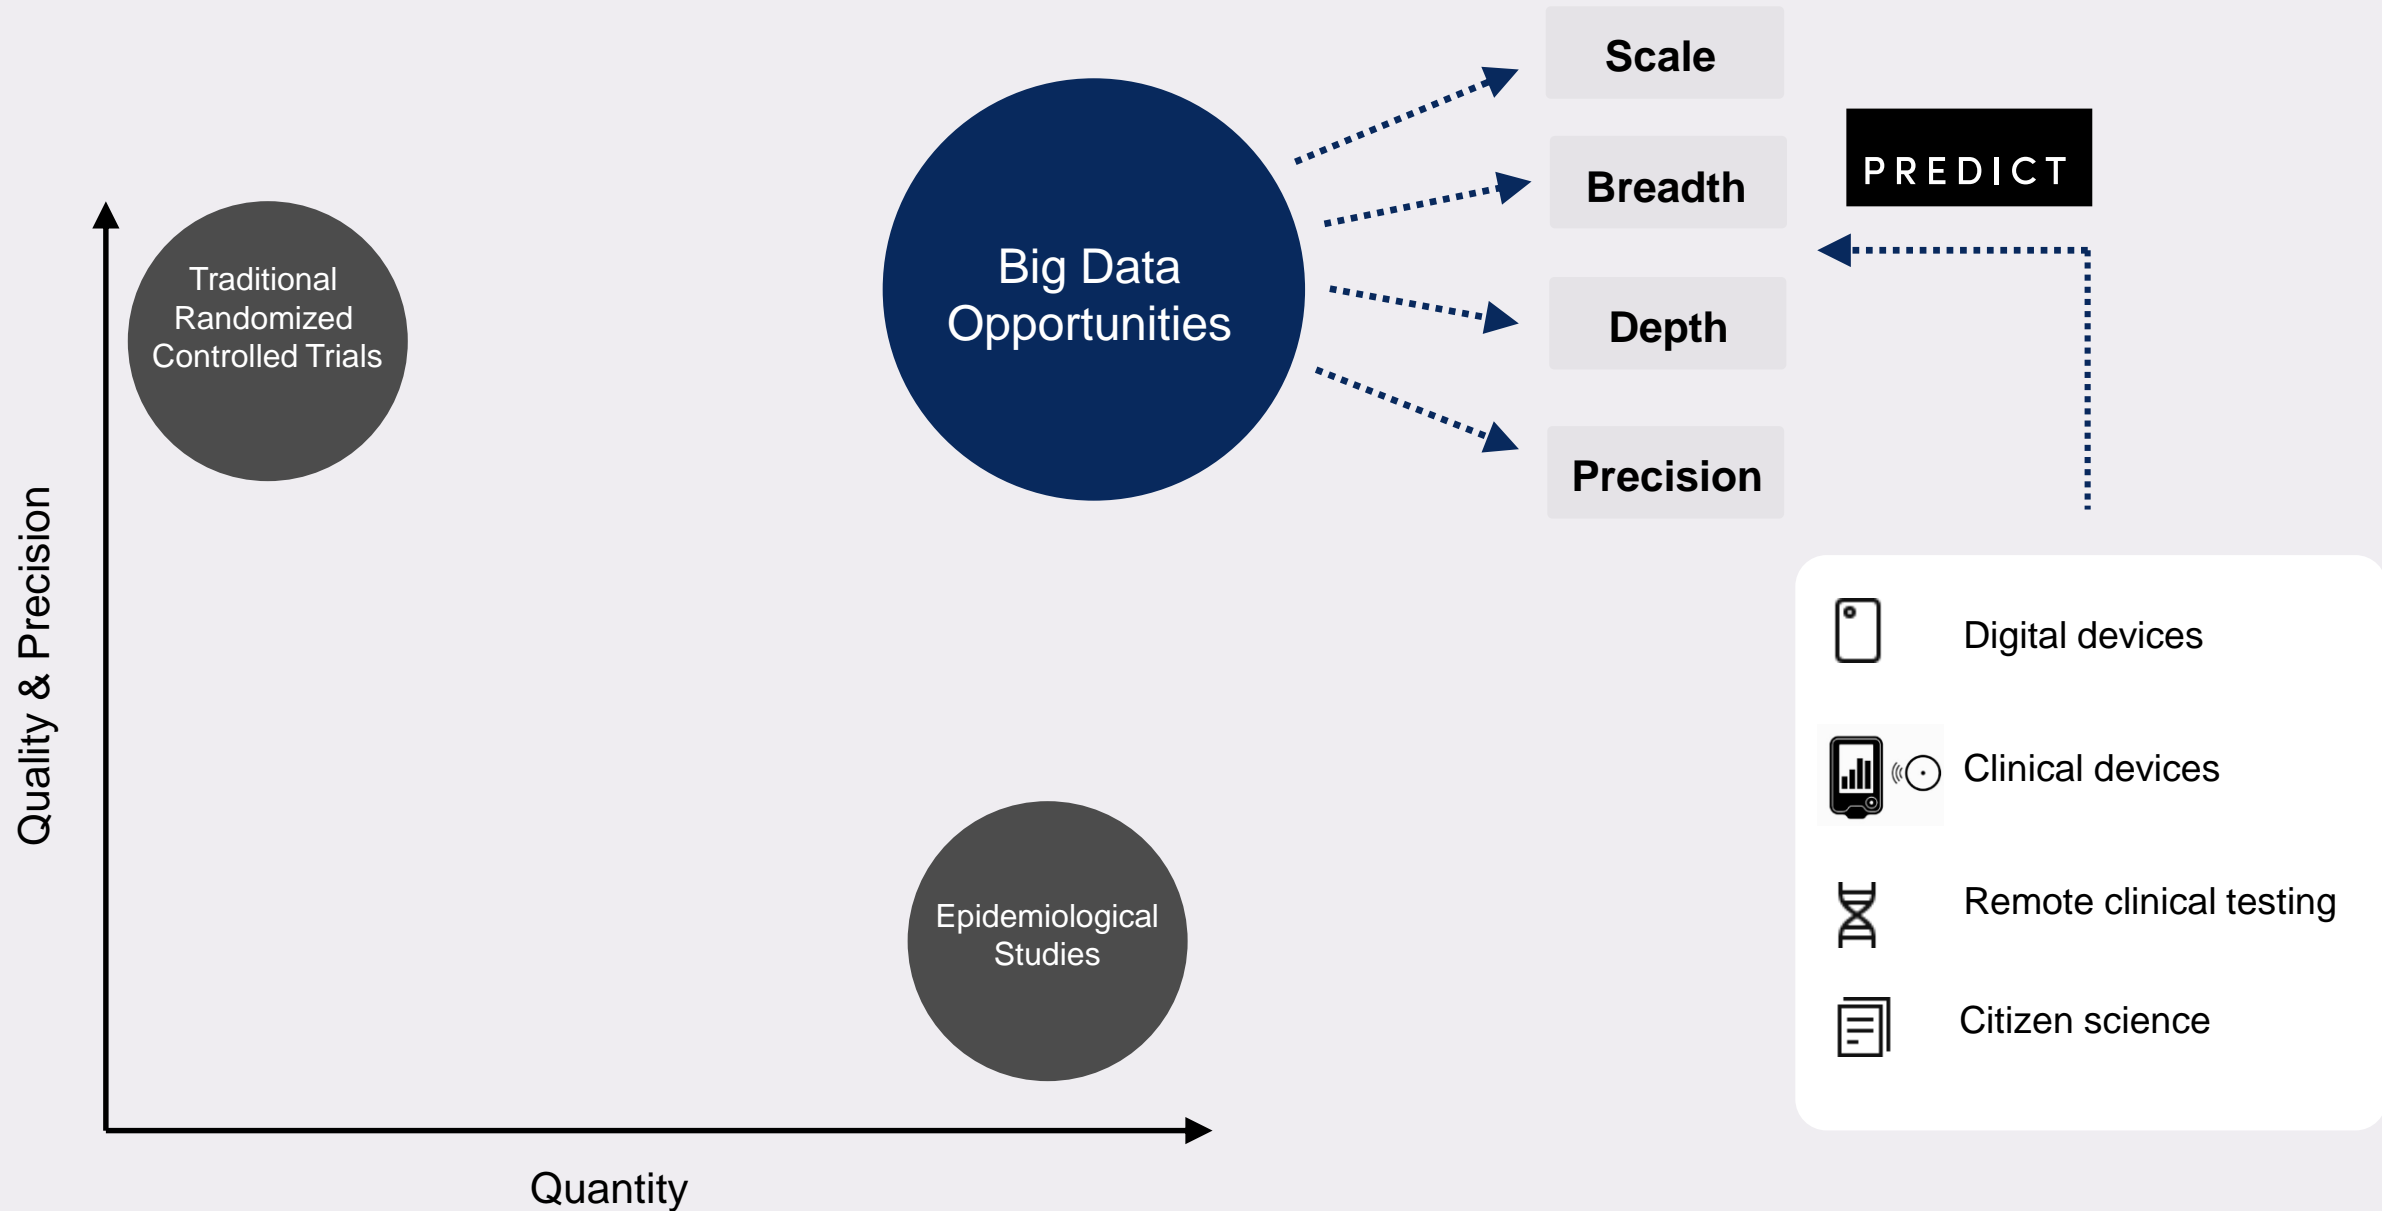 Scale
Breadth
PREDICT
Depth
Precision
Big Data
Opportunities
Traditional
Randomized
Controlled Trials
Quality & Precision
Epidemiological
Studies
Quantity
Digital devices
Clinical devices
Remote clinical testing
Citizen science